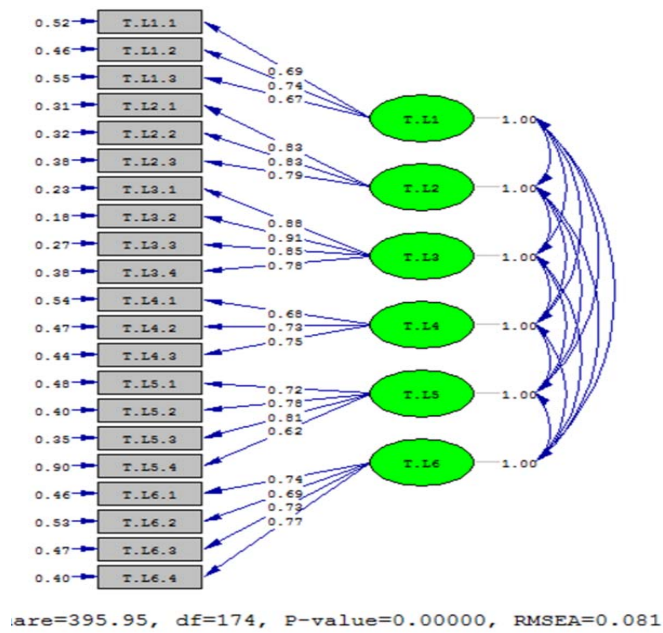 0.52 T.L1.1
0.46 T.L1.2
0.55 T.L1.3
0.31 T.L2.1
0.32 T.L2.2
0.38 T.L2.3
0.23 T.L3.1
0.18 T.L3.2
0.27 T.L3.3
0.38 T.L3.4
0.54 T.L4.1
0.47 T.L4.2
0.44 T.L4.3
0.48 T.L5.1
0.40 T.L5.2
0.35 T.L5.3
0.90 T.L5.4
0.46 T.L6.1
0.53 T.L6.2
0.47 T.L6.3
0.40 T.L6.4
0.69
0.74
0.67
0.83
0.83
0.79
0.88
0.91
0.85
0.78
0.68
0.73
0.75
0.72
0.78
0.81
0.62
0.74
0.69
0.73
0.77
T.L1 1.00
T.L2 1.00
T.L3 1.00
T.L4 1.00
T.L5 1.00
T.L6 1.00
are=395.95, df=174, P-value=0.00000, RMSEA=0.081